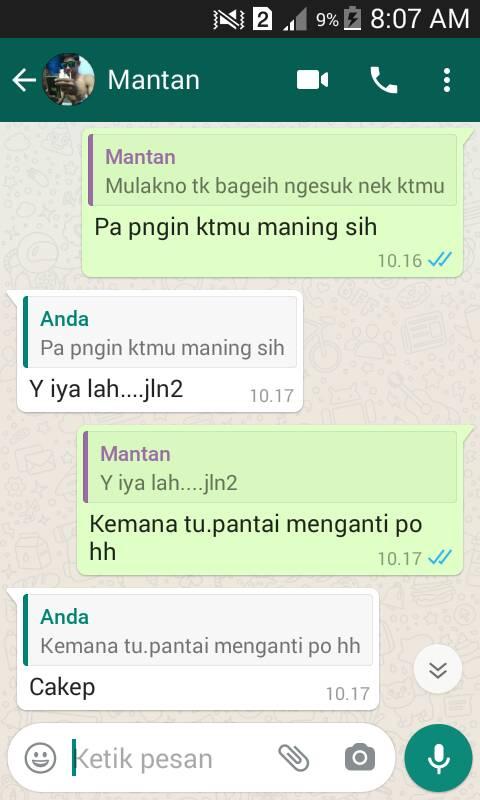 2 9% 8:07 AM
Mantan
Mantan
Mulakno tk bageih ngesuk nek ktmu
Pa pngin ktmu maning sih
10.16
Anda
Pa pngin ktmu maning sih
Y iya lah....jln2
10.17
Mantan
Y iya lah....jln2
Kemana tu.pantai menganti po
hh
10.17
Anda
Kemana tu.pantai menganti po hh
Cakep
10.17
Ketik pesan